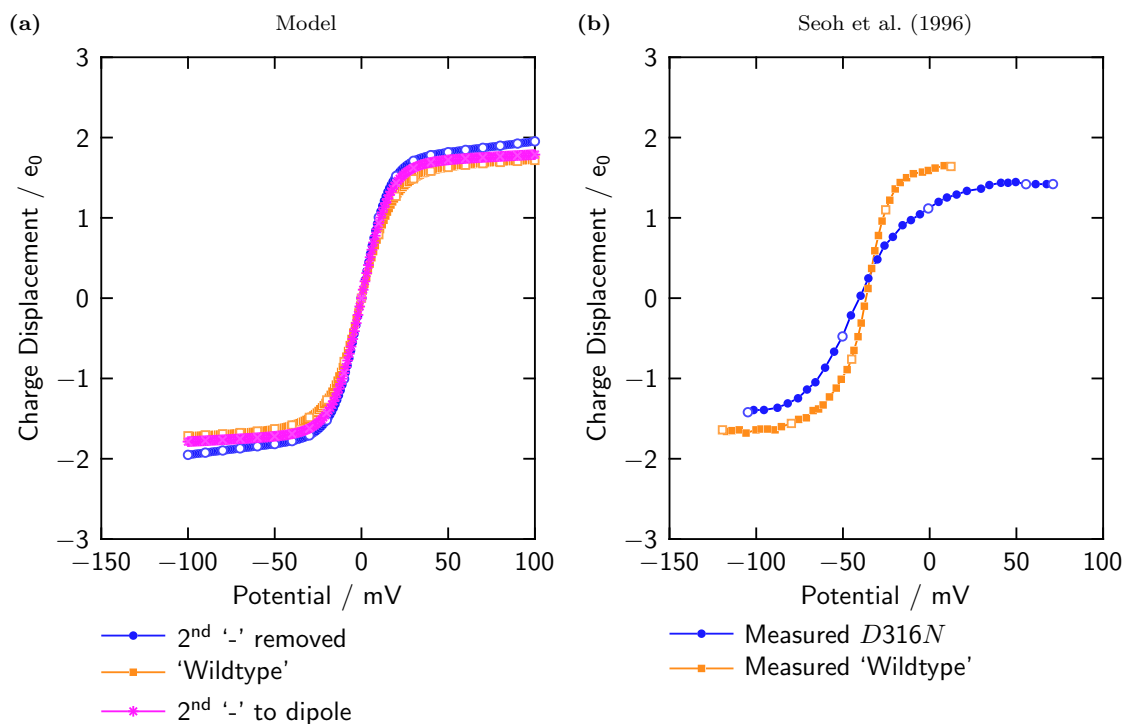 (a) Model
3
2
1
0
−1
−2
−3
−150 −100 −50 0 50 100
Charge Displacement / e0
Potential / mV
2nd ‘-’ removed
‘Wildtype’
2nd ‘-’ to dipole
(b) Seoh et al. (1996)
3
2
1
0
−1
−2
−3
−150 −100 −50 0 50 100
Charge Displacement / e0
Potential / mV
Measured D316N
Measured ‘Wildtype’